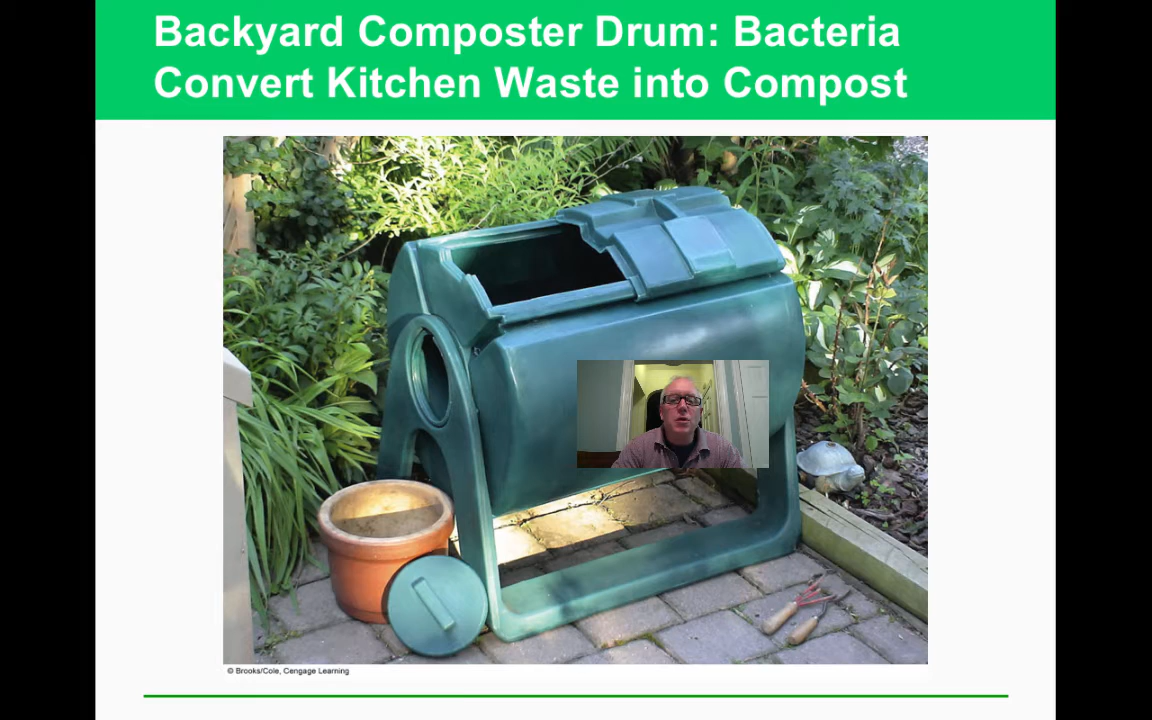 Backyard Composter Drum: Bacteria
Convert Kitchen Waste into Compost
© Brooks/Cole, Cengage Learning